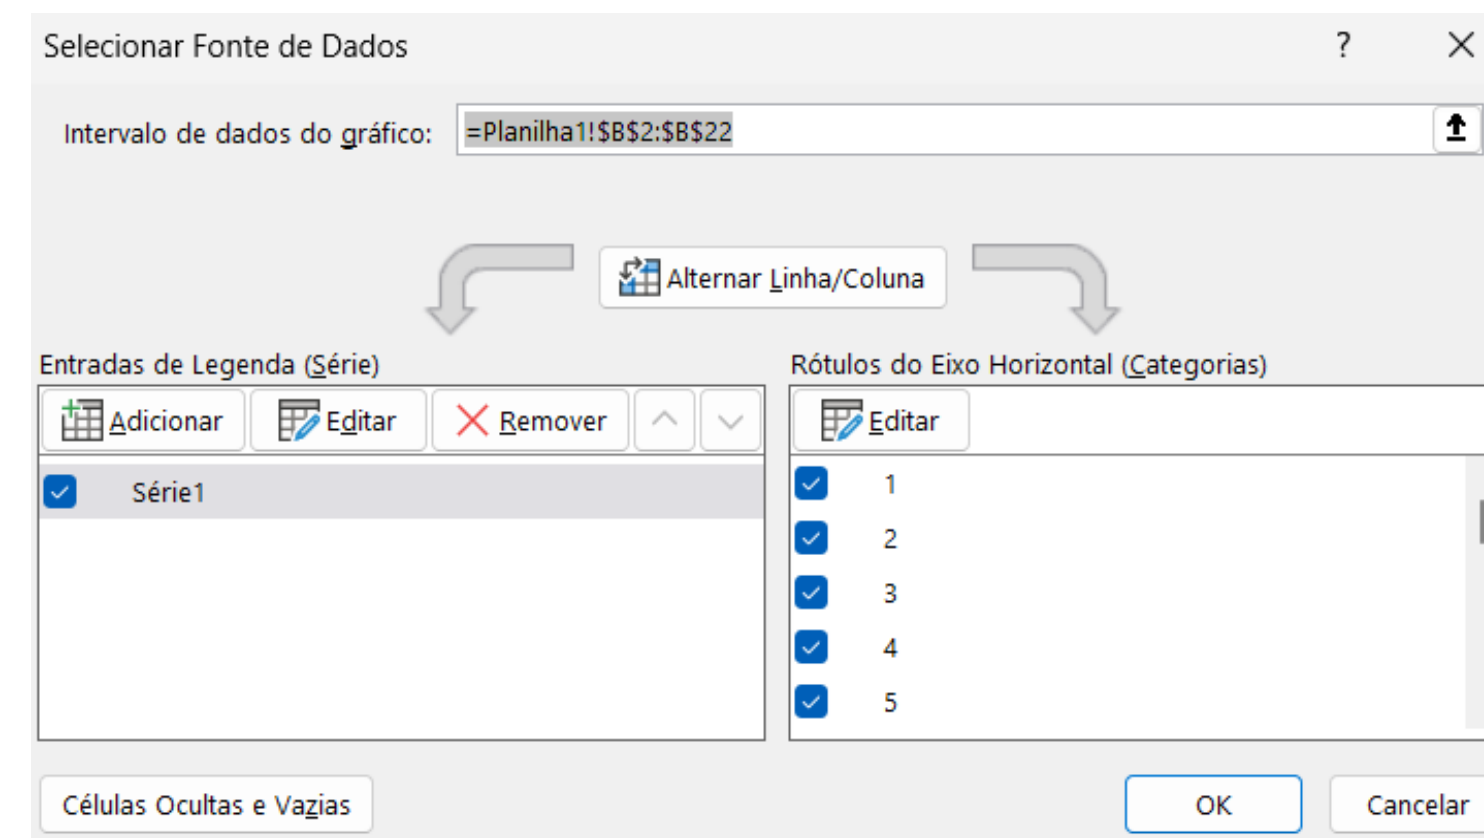 Selecionar Fonte de Dados ?
Intervalo de dados do gráfico: =Planilha1!$B$2:$B$22
Alternar Linha/Coluna
Entradas de Legenda (Série)
Adicionar Editar Remover
Série1
Rótulos do Eixo Horizontal (Categorias)
Editar
1
2
3
4
5
Células Ocultas e Vazias
OK Cancelar